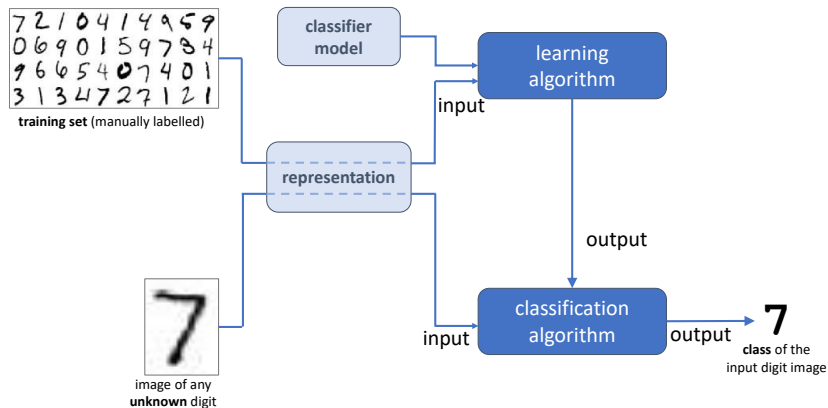 7 2 1 0 4 1 4 9 5 9
0 6 9 0 1 5 9 7 3 4
9 6 6 5 4 0 7 4 0 1
3 1 3 4 7 2 7 1 2 1
training set (manually labelled)
classifier
model
learning
algorithm
input
representation
output
7
image of any
unknown digit
input
classification
algorithm
output
7
class of the
input digit image